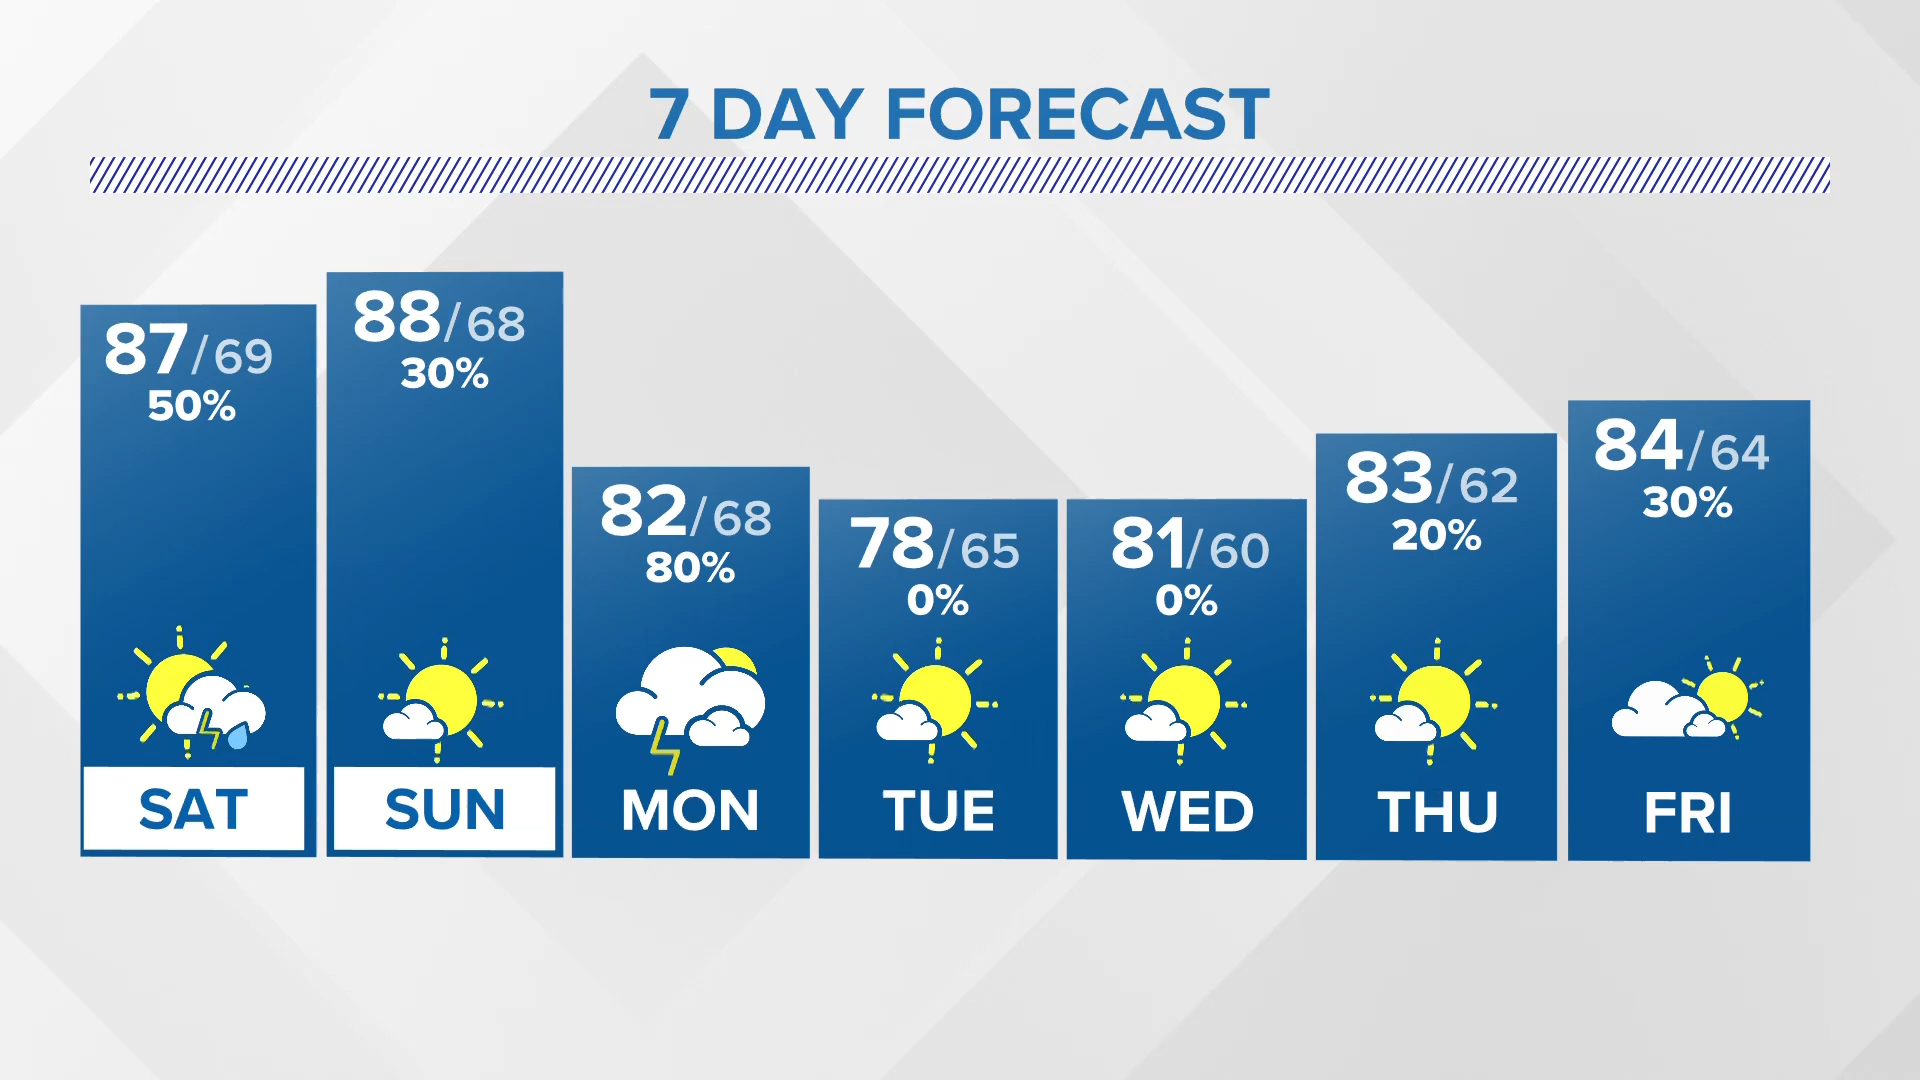 7 DAY FORECAST
87/69
50%
SAT
88/68
30%
SUN
82/68
80%
MON
78/65
0%
TUE
81/60
0%
WED
83/62
20%
THU
84/64
30%
FRI